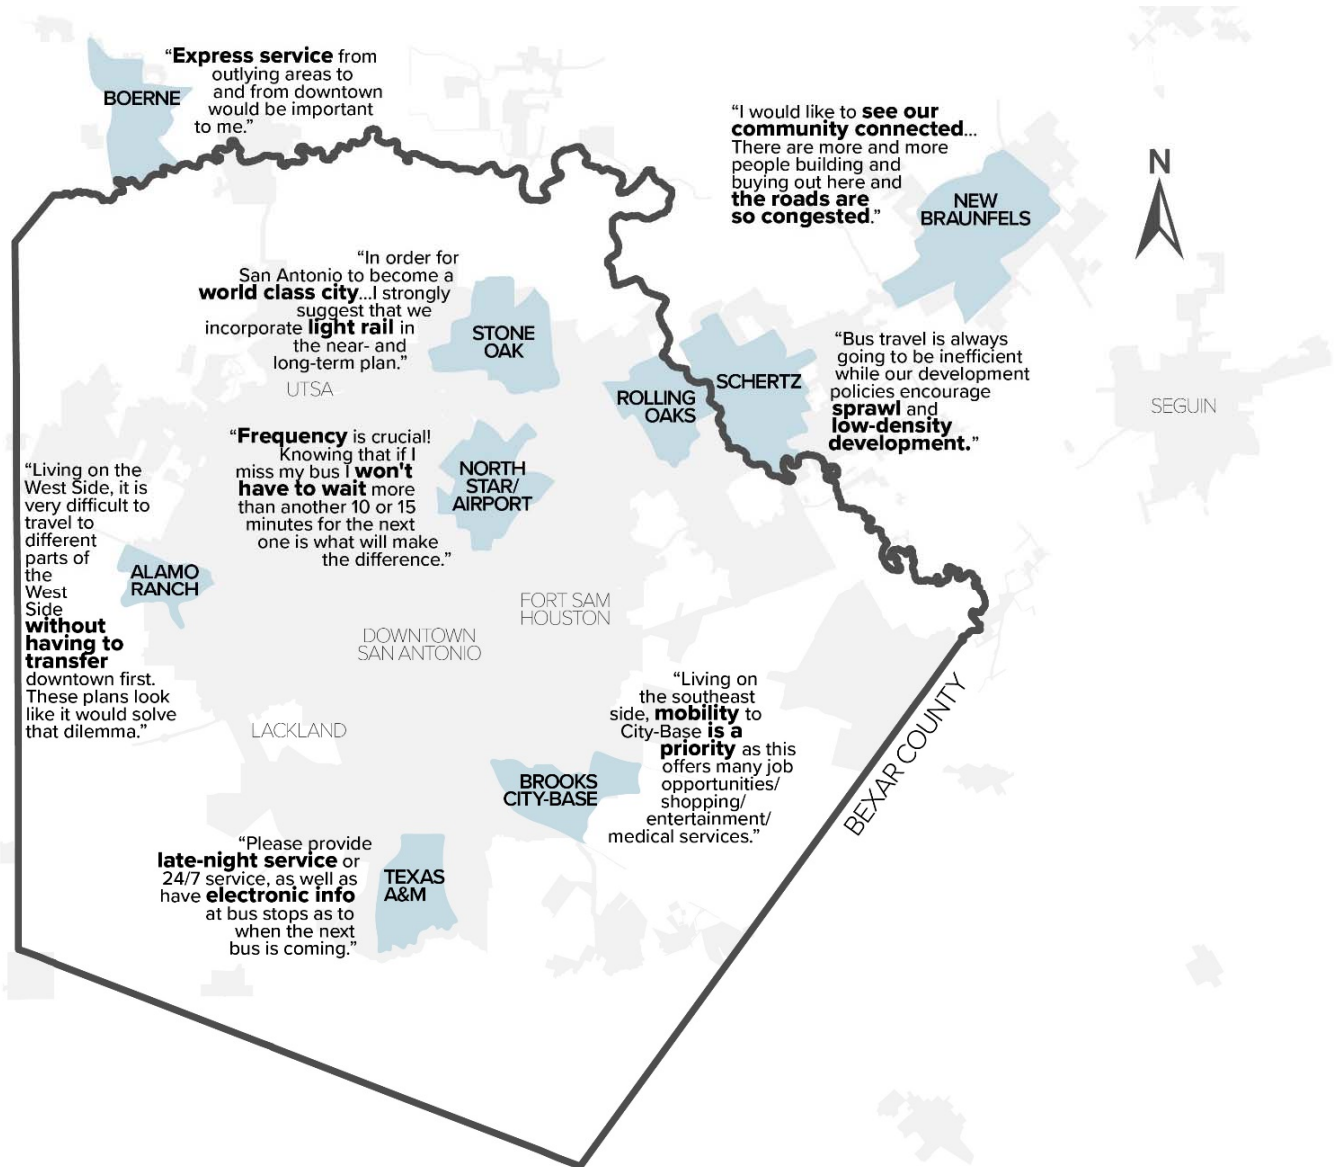 “Express service from
outlying areas to
and from downtown
would be important
to me.”
BOERNE
“I would like to see our
community connected...
There are more and more
people building and
buying out here and
the roads are
so congested.”
NEW
BRAUNFELS
N
“In order for
San Antonio to become a
world class city...I strongly
suggest that we
incorporate light rail in
the near- and
long-term plan.”
STONE
OAK
UTSA
ROLLING
OAKS
SCHERTZ
“Bus travel is always
going to be inefficient
while our development
policies encourage
sprawl and
low-density
development.”
SEGUIN
“Frequency is crucial!
Knowing that if I
miss my bus I won't
have to wait more
than another 10 or 15
minutes for the next
one is what will make
the difference.”
NORTH
STAR/
AIRPORT
“Living on the
West Side, it is
very difficult to
travel to
different
parts of
the
West
Side
without
having to
transfer
downtown first.
These plans look
like it would solve
that dilemma.”
ALAMO
RANCH
FORT SAM
HOUSTON
DOWNTOWN
SAN ANTONIO
LACKLAND
“Living on
the southeast
side, mobility to
City-Base is a
priority as this
offers many job
opportunities/
shopping/
entertainment/
medical services.”
BROOKS
CITY-BASE
BEXAR COUNTY
“Please provide
late-night service or
24/7 service, as well as
have electronic info
at bus stops as to
when the next
bus is coming.”
TEXAS
A&M